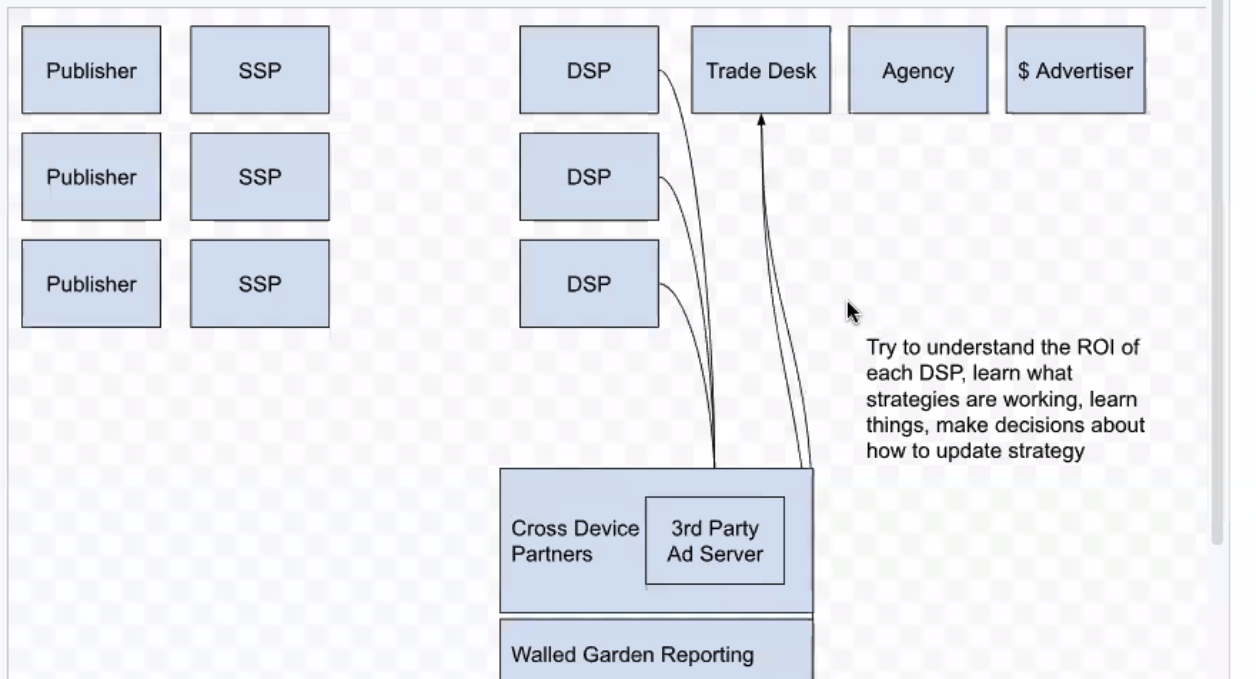 Publisher
SSP
DSP
Trade Desk
Agency
$ Advertiser
Publisher
SSP
DSP
Publisher
SSP
DSP
Try to understand the ROI of
each DSP, learn what
strategies are working, learn
things, make decisions about
how to update strategy
Cross Device
Partners
3rd Party
Ad Server
Walled Garden Reporting